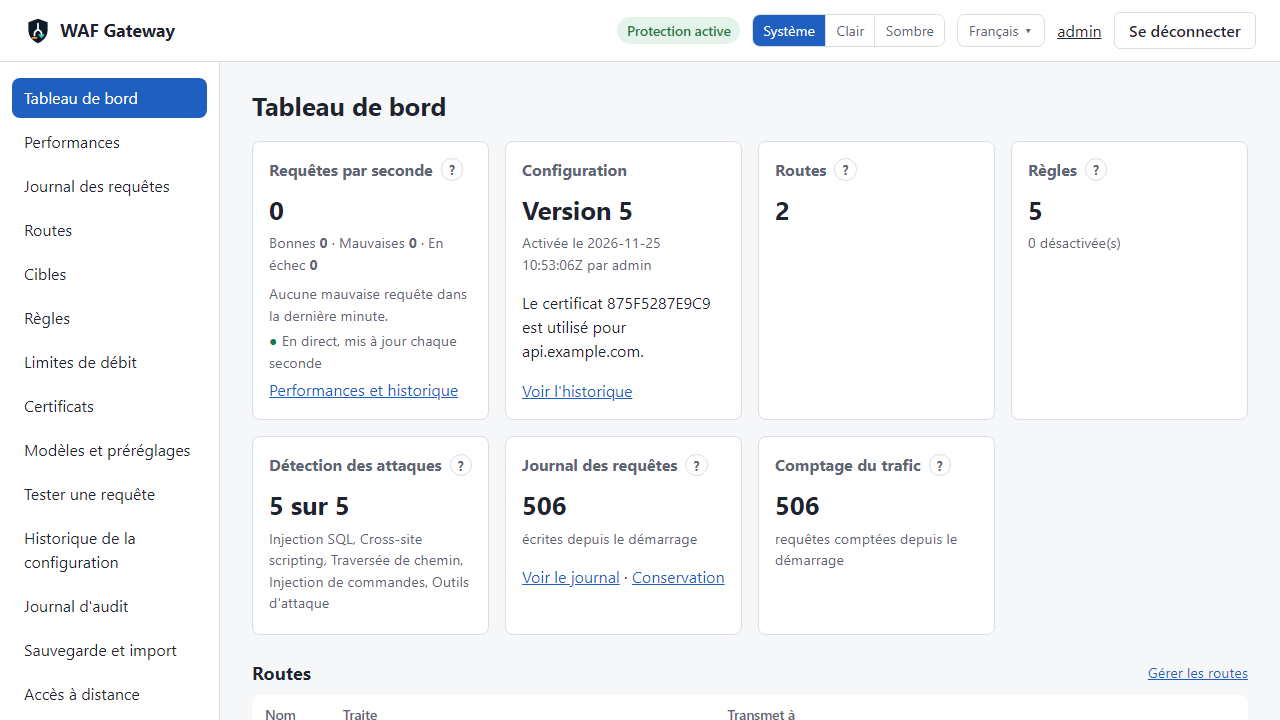 WAF Gateway
Protection active
Système
Clair
Sombre
Français
admin
Se déconnecter
Tableau de bord
Performances
Journal des requêtes
Routes
Cibles
Règles
Limites de débit
Certificats
Modèles et préréglages
Tester une requête
Historique de la
configuration
Journal d'audit
Sauvegarde et import
Accès à distance
Tableau de bord
Requêtes par seconde ?
0
Bonnes 0 · Mauvaises 0 · En
échec 0
Aucune mauvaise requête dans
la dernière minute.
● En direct, mis à jour chaque
seconde
Performances et historique
Configuration
Version 5
Activée le 2026-11-25
10:53:06Z par admin
Le certificat 875F5287E9C9
est utilisé pour
api.example.com.
Voir l'historique
Routes ?
2
Règles ?
5
0 désactivée(s)
Détection des attaques ?
5 sur 5
Injection SQL, Cross-site
scripting, Traversée de chemin,
Injection de commandes, Outils
d'attaque
Journal des requêtes ?
506
écrites depuis le démarrage
Voir le journal · Conservation
Comptage du trafic ?
506
requêtes comptées depuis le
démarrage
Routes
Gérer les routes
Nom
Traite
Transmet à